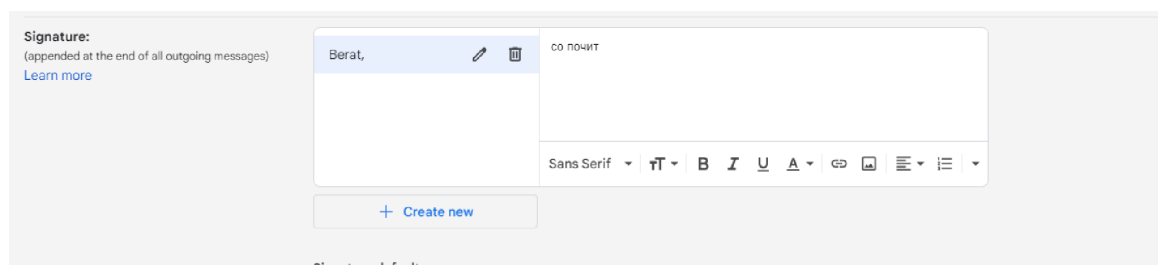 Signature:
(appended at the end of all outgoing messages)
Learn more
Berat,
со почит
Sans Serif
B I U A
+ Create new